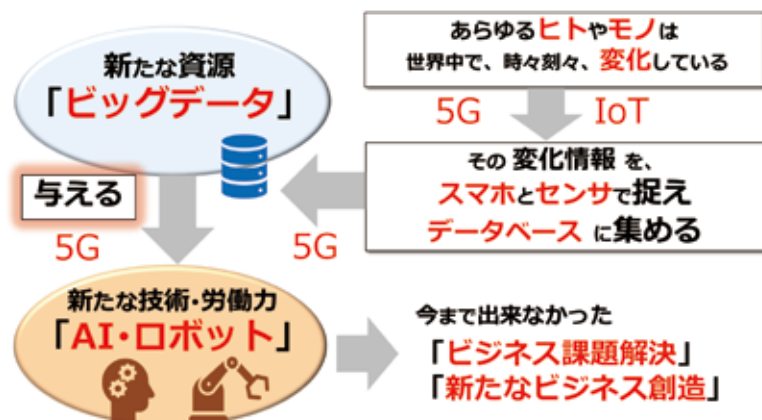 あらゆるヒトやモノは
世界中で、時々刻々、変化している
5G IoT
その 変化情報 を、
スマホとセンサで捉え
データベース に集める
5G
新たな資源
「ビッグデータ」
与える
5G
新たな技術・労働力
「AI・ロボット」
今まで出来なかった
「ビジネス課題解決」
「新たなビジネス創造」